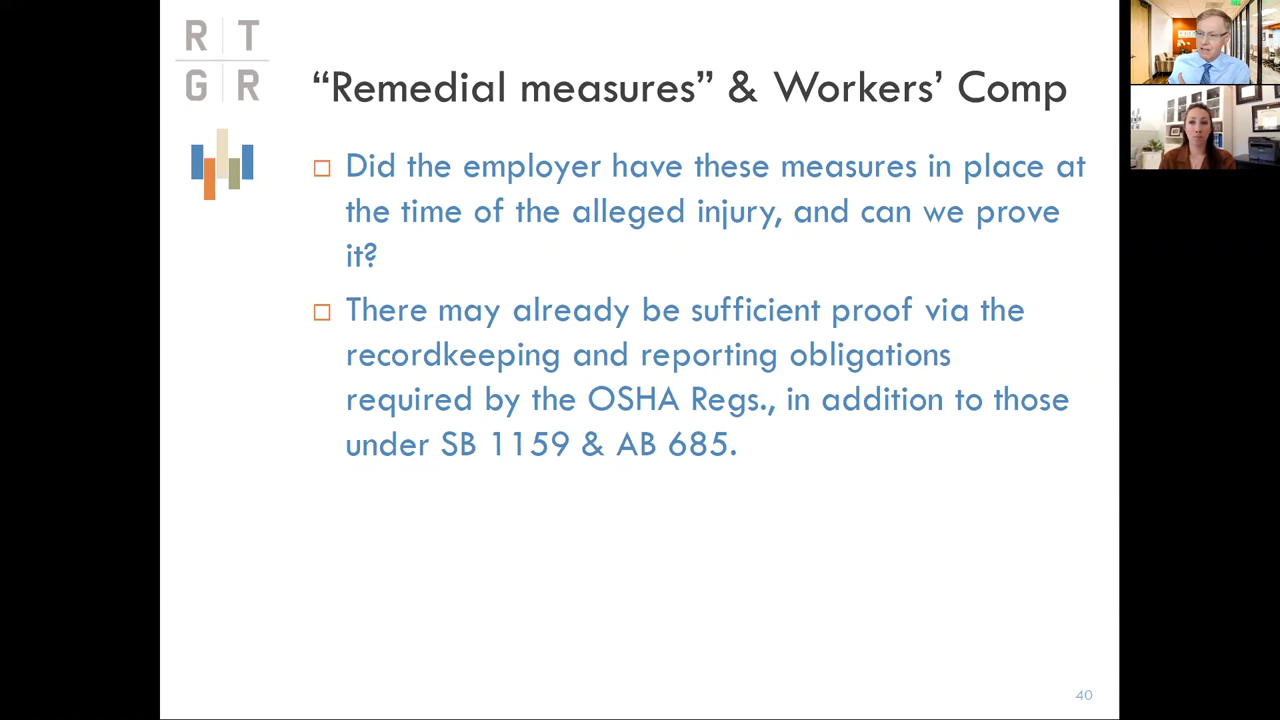 R T
G R
“Remedial measures” & Workers’ Comp
Did the employer have these measures in place at
the time of the alleged injury, and can we prove
it?
There may already be sufficient proof via the
recordkeeping and reporting obligations
required by the OSHA Regs., in addition to those
under SB 1159 & AB 685.
40